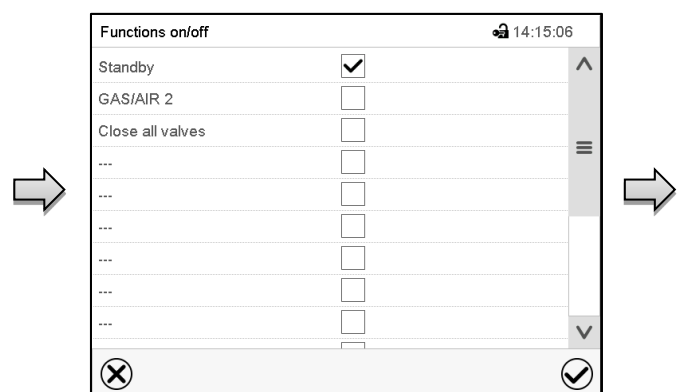 Functions on/off 14:15:06
Standby
GAS/AIR 2
Close all valves
---
---
---
---
---
---